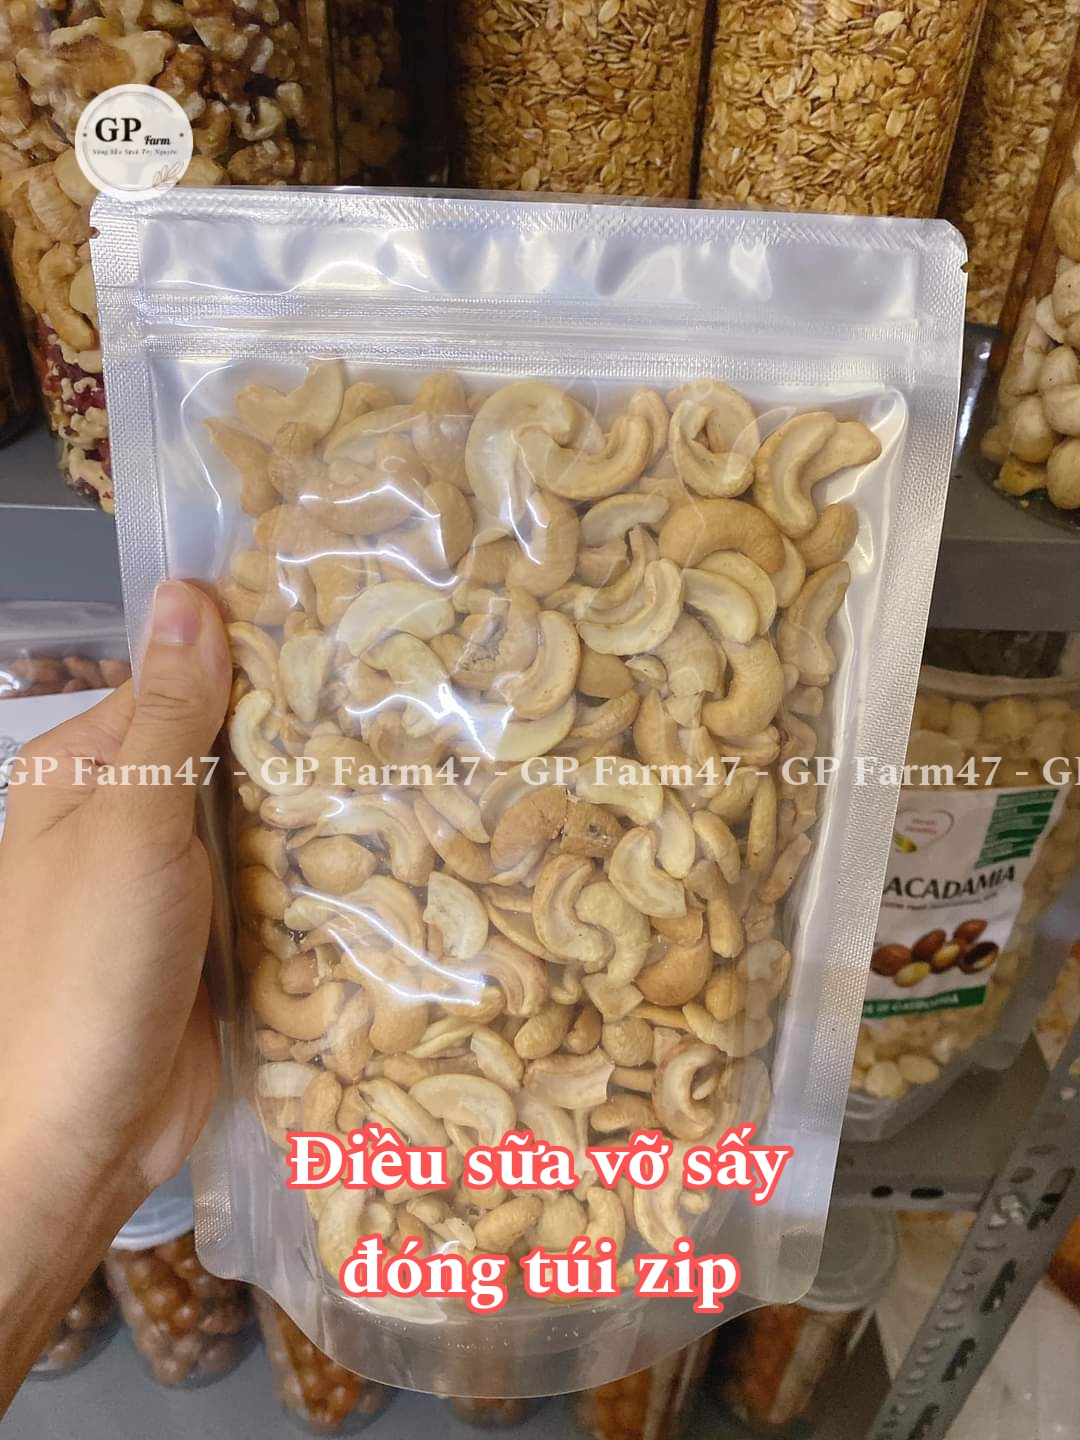 GP Farm
Nông Sản Sạch Tây Nguyên
GP Farm47 - GP Farm47 - GP Farm47 - GP Farm47 - GP
ACADAMIA
Điều sữa vỡ sấy
đóng túi zip